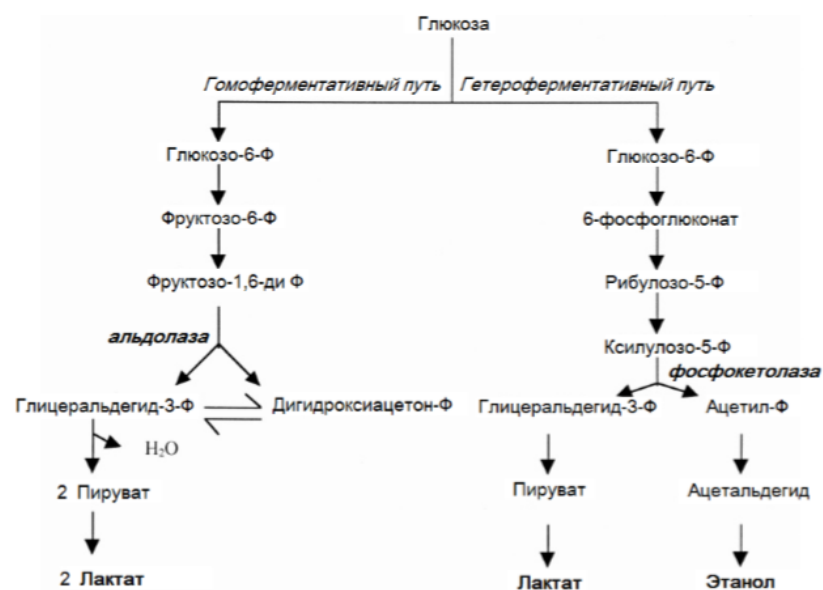 Глюкоза
Гомоферментативный путь
Гетероферментативный путь
Глюкозо-6-Ф
Глюкозо-6-Ф
Фруктозо-6-Ф
6-фосфоглюконат
Фруктозо-1,6-ди Ф
Рибулозо-5-Ф
альдолаза
Ксилулозо-5-Ф
фосфокетолаза
Глицеральдегид-3-Ф
Дигидроксиацетон-Ф
Глицеральдегид-3-Ф
Ацетил-Ф
H₂O
2 Пируват
Пируват
Ацетальдегид
2 Лактат
Лактат
Этанол